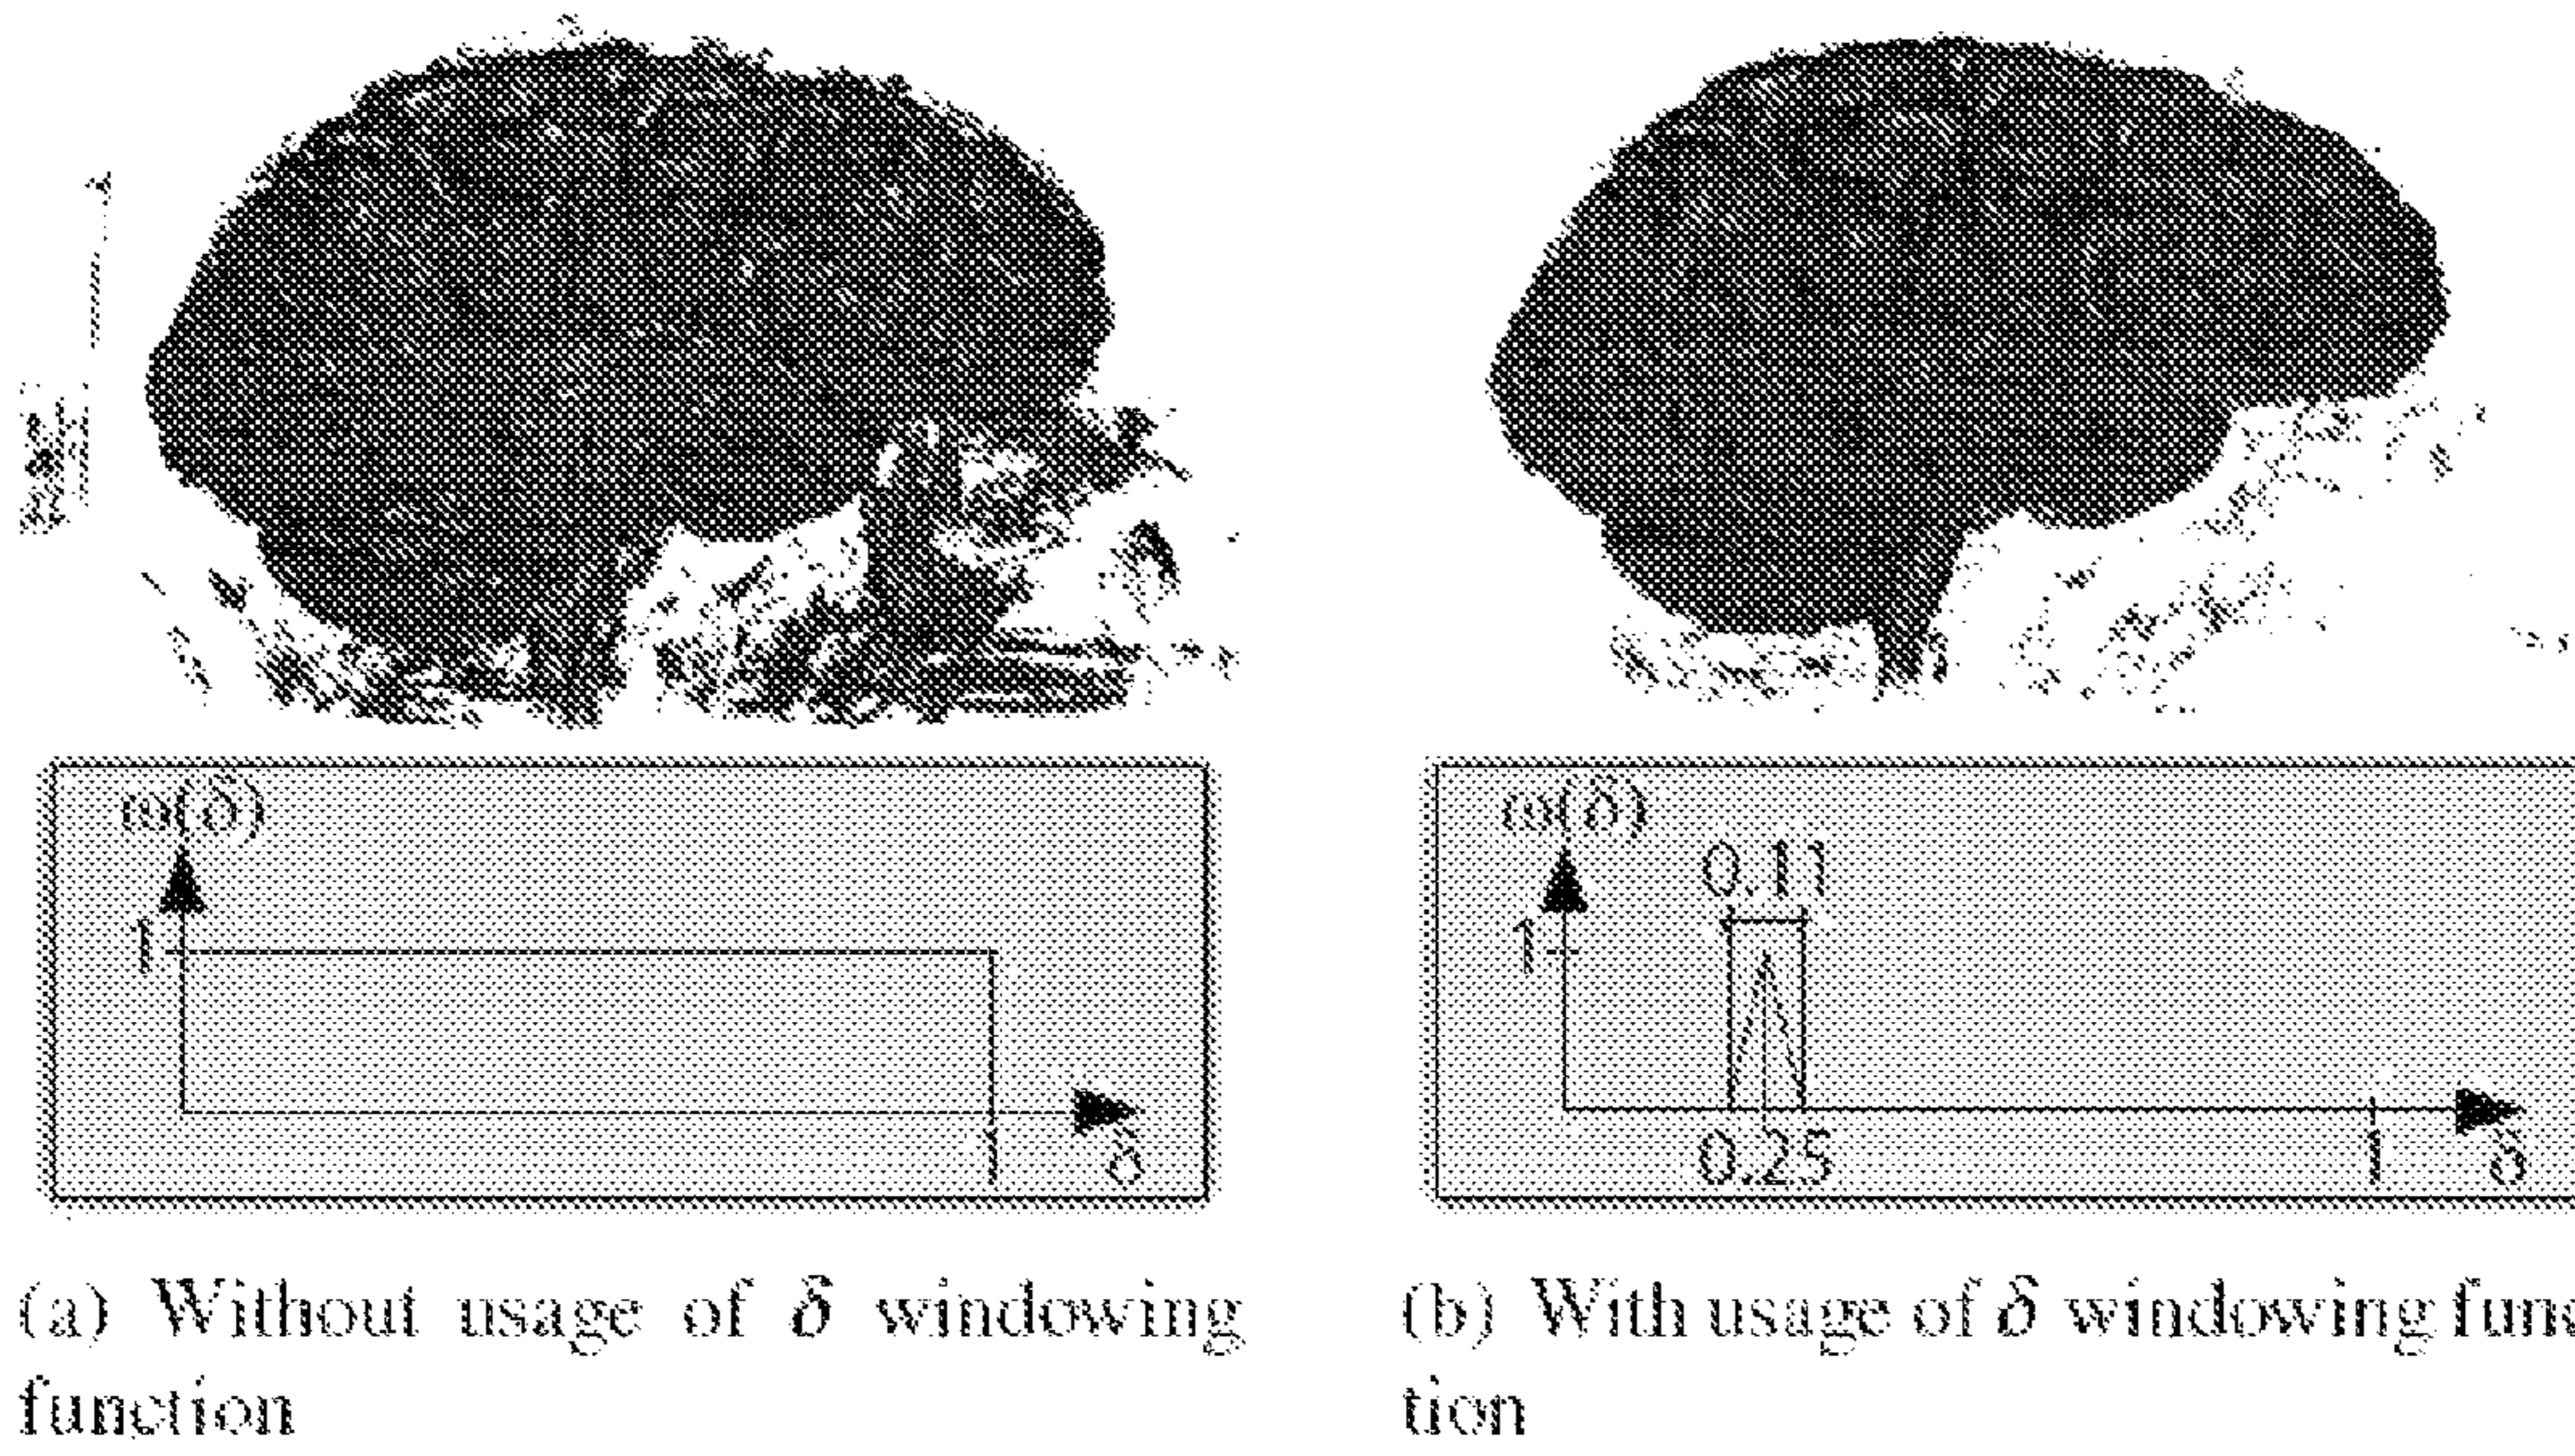 ω(δ)
1
1
δ
ω(δ)
0.11
1
0.25
1
δ
(a) Without usage of δ windowing
function
(b) With usage of δ windowing func
tion